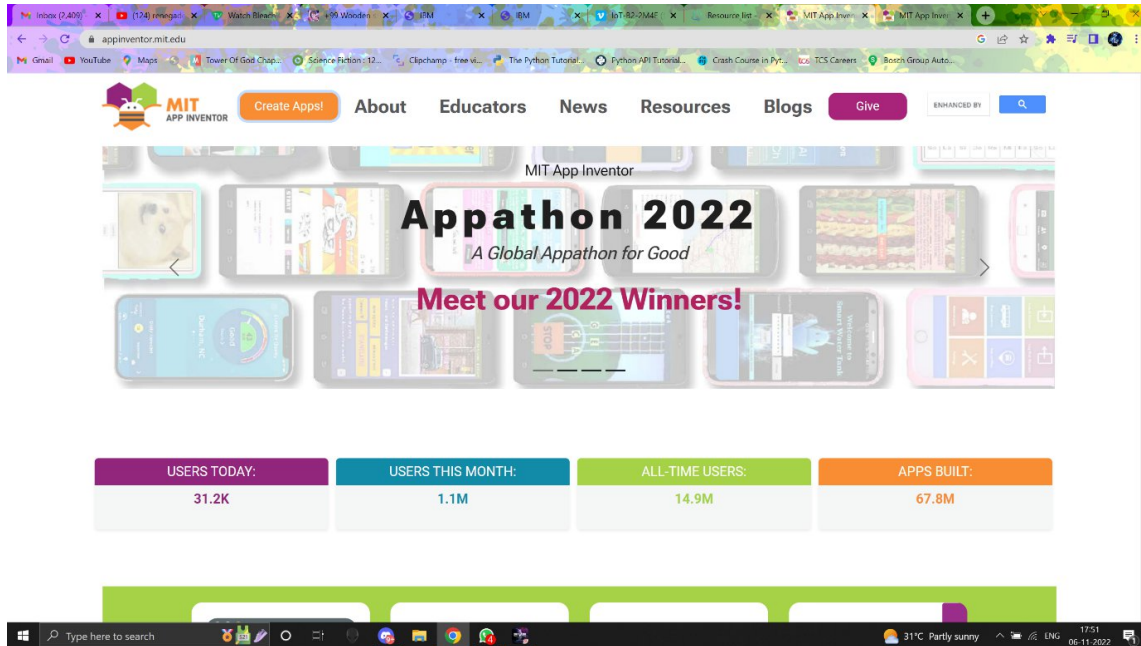 Inbox (2,409)
(124) renegad
Watch Bleach
+99 Wooden
IBM
IBM
IoT-B2-2M4E
Resource list
MIT App Inven
MIT App Inven
appinventor.mit.edu
Gmail
YouTube
Maps
Tower Of God Chap...
Science Fiction : 12...
Clipchamp - free vi...
The Python Tutorial...
Python API Tutorial...
Crash Course in Pyt...
TCS Careers
Bosch Group Auto...
MIT
APP INVENTOR
Create Apps!
About
Educators
News
Resources
Blogs
Give
ENHANCED BY
MIT App Inventor
Appathon 2022
A Global Appathon for Good
Meet our 2022 Winners!
STOP
USERS TODAY:
31.2K
USERS THIS MONTH:
1.1M
ALL-TIME USERS:
14.9M
APPS BUILT:
67.8M
Type here to search
31°C Partly sunny
ENG
17:51
06-11-2022